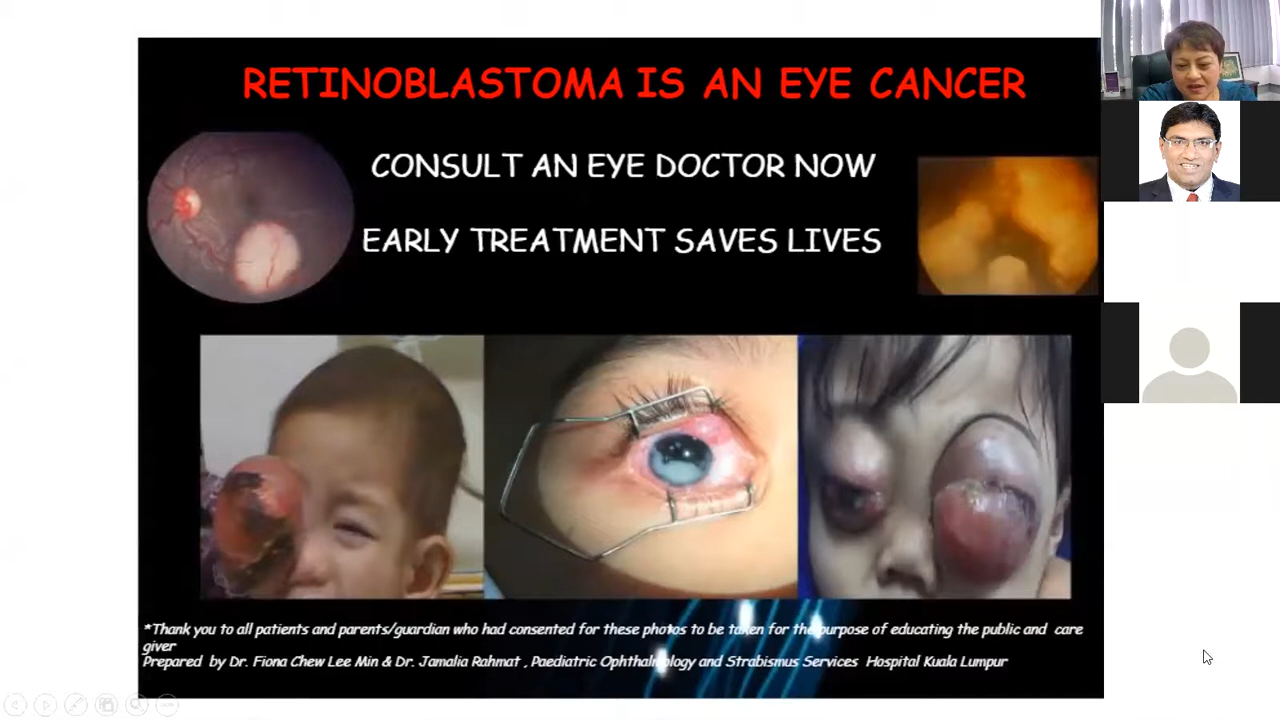 RETINOBLASTOMA IS AN EYE CANCER
CONSULT AN EYE DOCTOR NOW
EARLY TREATMENT SAVES LIVES
*Thank you to all patients and parents/guardian who had consented for these photos to be taken for the purpose of educating the public and care
giver
Prepared by Dr. Fiona Chew Lee Min & Dr. Jamalia Rahmat , Paediatric Ophthalmology and Strabismus Services Hospital Kuala Lumpur